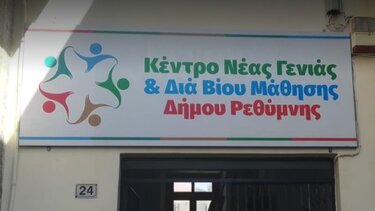 Κέντρο Νέας Γενιάς
& Διά Βίου Μάθησης
Δήμου Ρεθύμνης
24